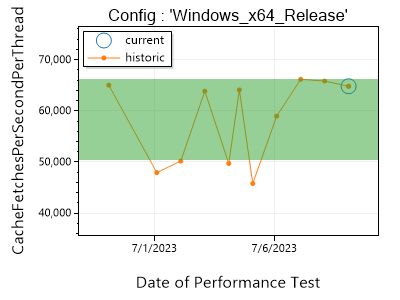 Config : 'Windows_x64_Release'
CacheFetchesPerSecondPerThread
current
historic
70,000
60,000
50,000
40,000
7/1/2023
7/6/2023
Date of Performance Test